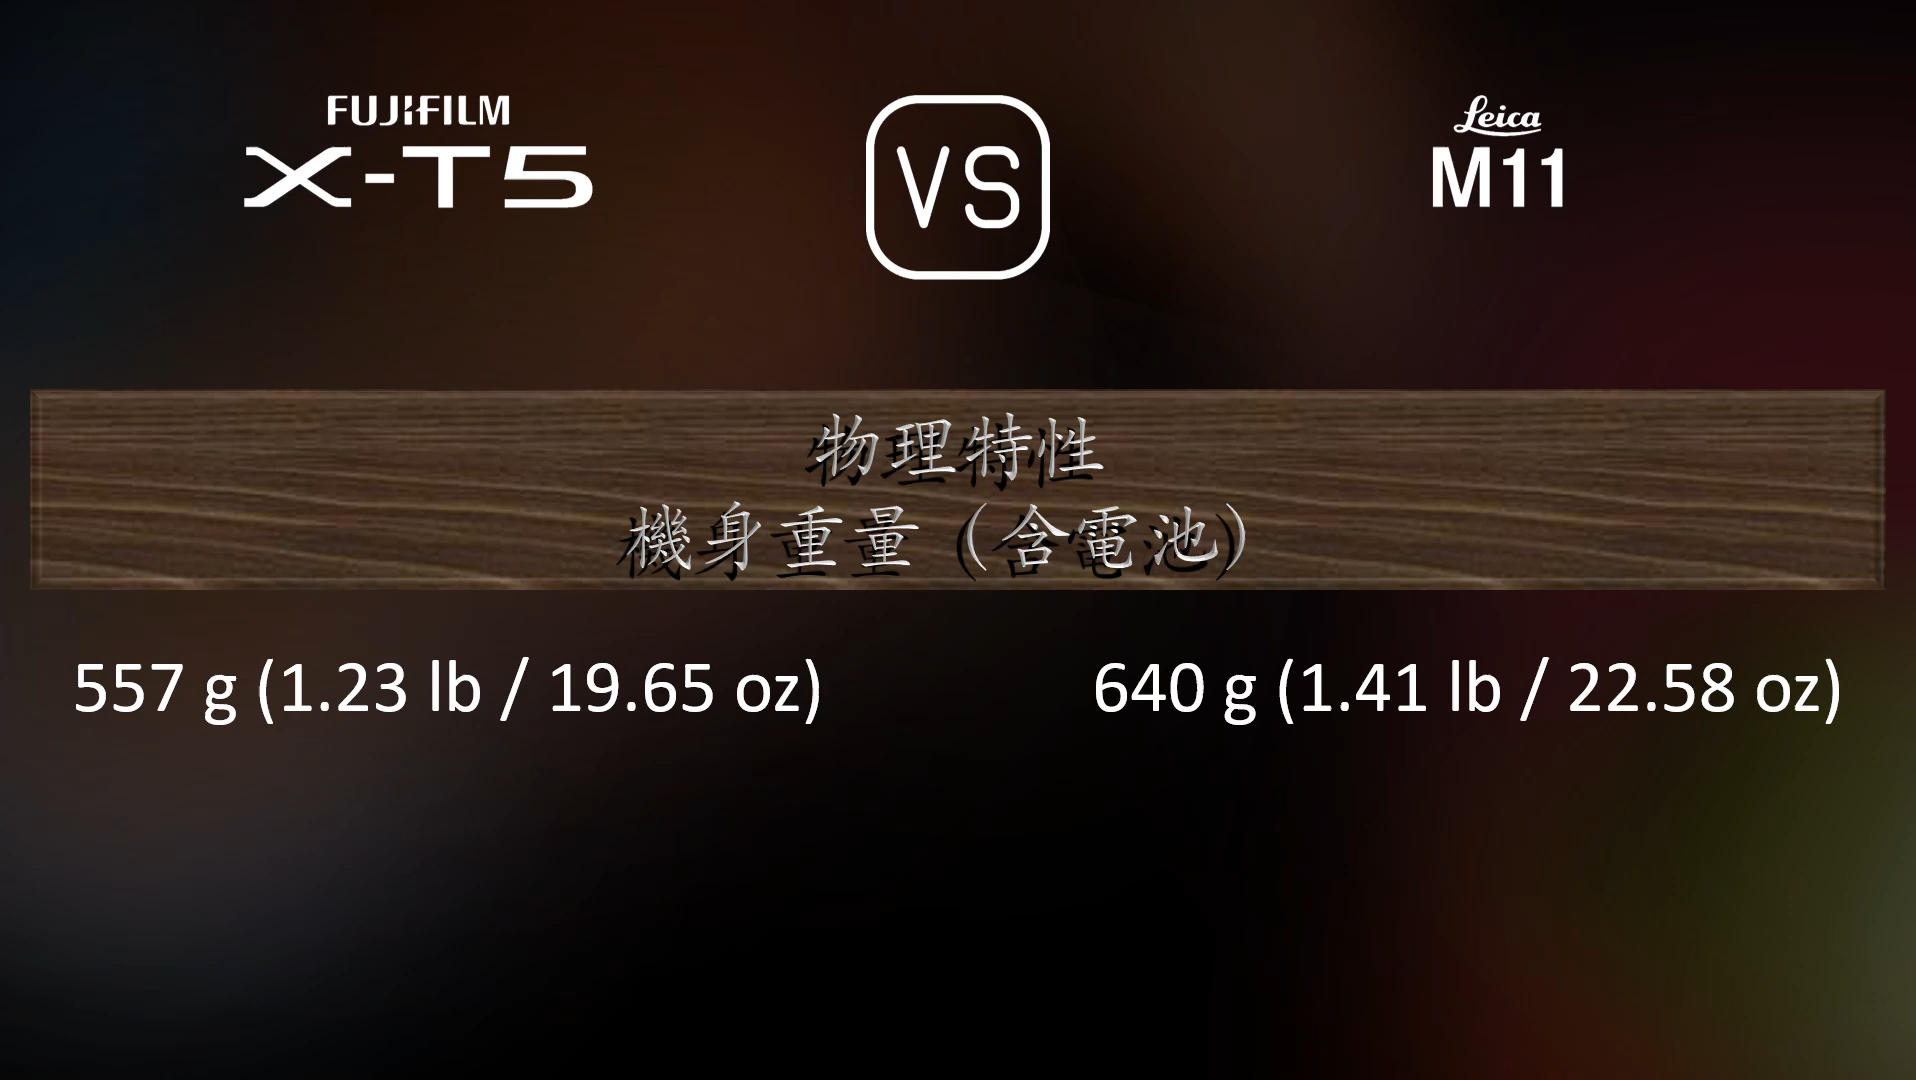 FUJIFILM
X-T5
VS
Leica
M11
物理特性
機身重量（含電池）
557 g (1.23 lb / 19.65 oz)
640 g (1.41 lb / 22.58 oz)